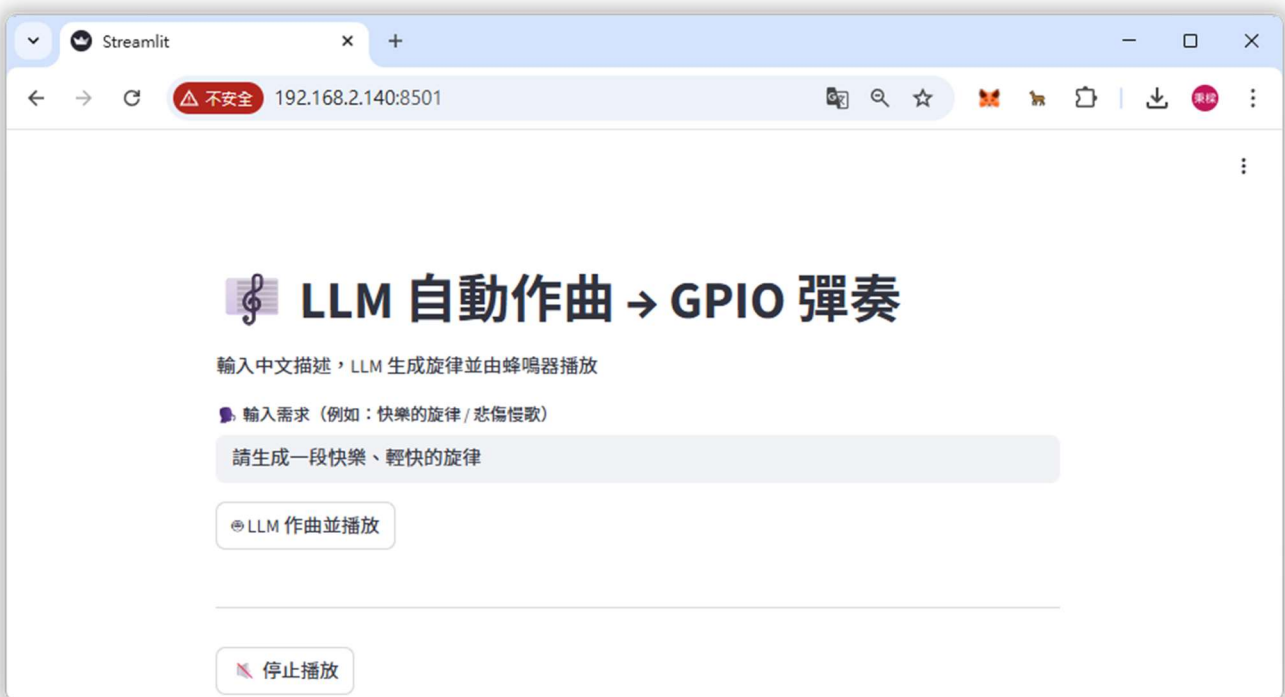 Streamlit
不安全 192.168.2.140:8501
秉樑
LLM 自動作曲 → GPIO 彈奏
輸入中文描述，LLM 生成旋律並由蜂鳴器播放
輸入需求（例如：快樂的旋律 / 悲傷慢歌）
請生成一段快樂、輕快的旋律
LLM 作曲並播放
停止播放